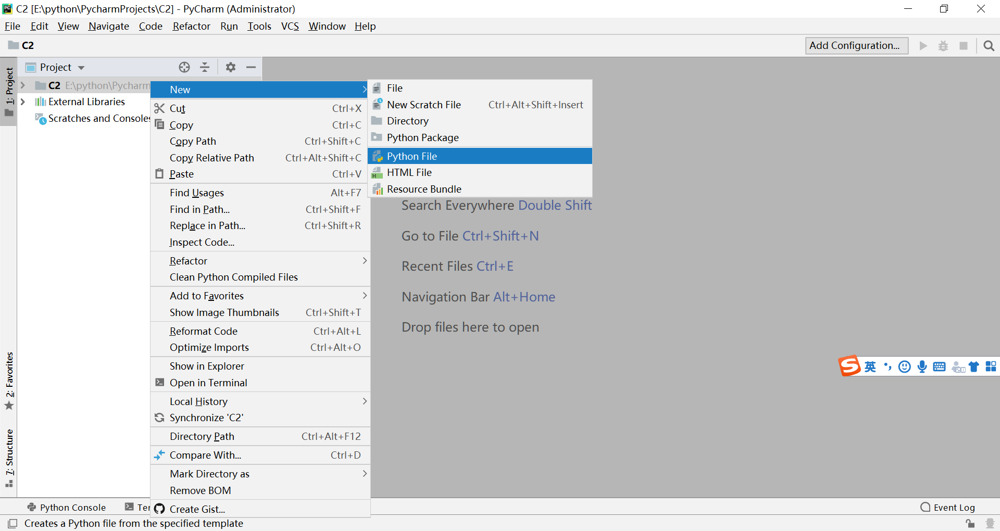 C2 [E:\python\PycharmProjects\C2] - PyCharm (Administrator)
File Edit View Navigate Code Refactor Run Tools VCS Window Help
C2
Add Configuration...
1: Project
2: Favorites
7: Structure
Project
C2 E:\python\Pycharm
External Libraries
Scratches and Consoles
New
Cut Ctrl+X
Copy Ctrl+C
Copy Path Ctrl+Shift+C
Copy Relative Path Ctrl+Alt+Shift+C
Paste Ctrl+V
Find Usages Alt+F7
Find in Path... Ctrl+Shift+F
Replace in Path... Ctrl+Shift+R
Inspect Code...
Refactor
Clean Python Compiled Files
Add to Favorites
Show Image Thumbnails Ctrl+Shift+T
Reformat Code Ctrl+Alt+L
Optimize Imports Ctrl+Alt+O
Show in Explorer
Open in Terminal
Local History
Synchronize 'C2'
Directory Path Ctrl+Alt+F12
Compare With... Ctrl+D
Mark Directory as
Remove BOM
Create Gist...
File
New Scratch File Ctrl+Alt+Shift+Insert
Directory
Python Package
Python File
HTML File
Resource Bundle
Search Everywhere Double Shift
Go to File Ctrl+Shift+N
Recent Files Ctrl+E
Navigation Bar Alt+Home
Drop files here to open
英
Python Console
Ter
Event Log
Creates a Python file from the specified template